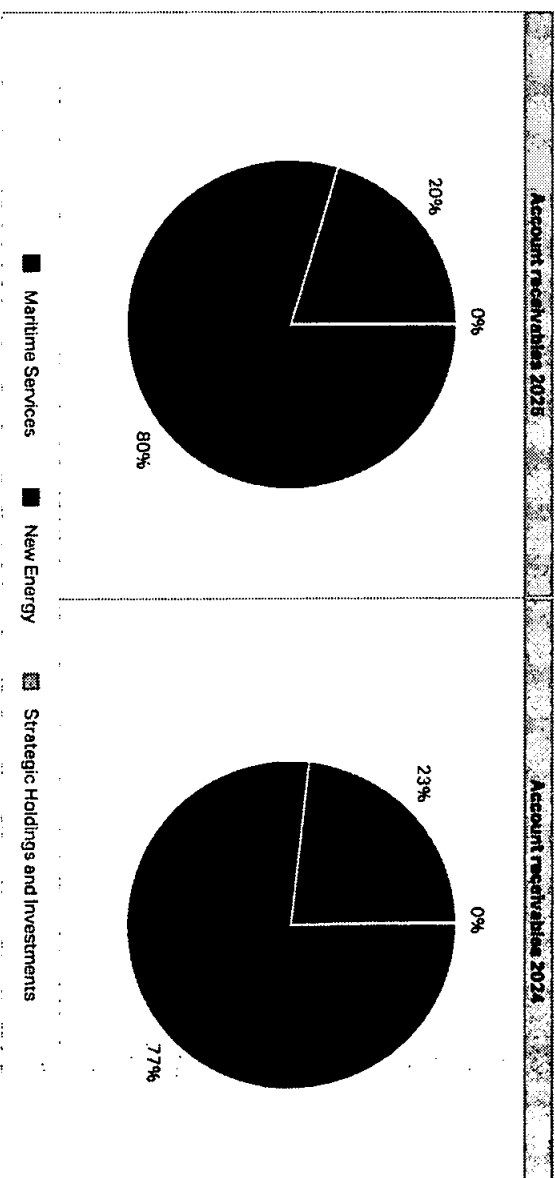 Account receivables 2025
0%
20%
80%
Account receivables 2024
0%
23%
77%
Maritime Services
New Energy
Strategic Holdings and Investments